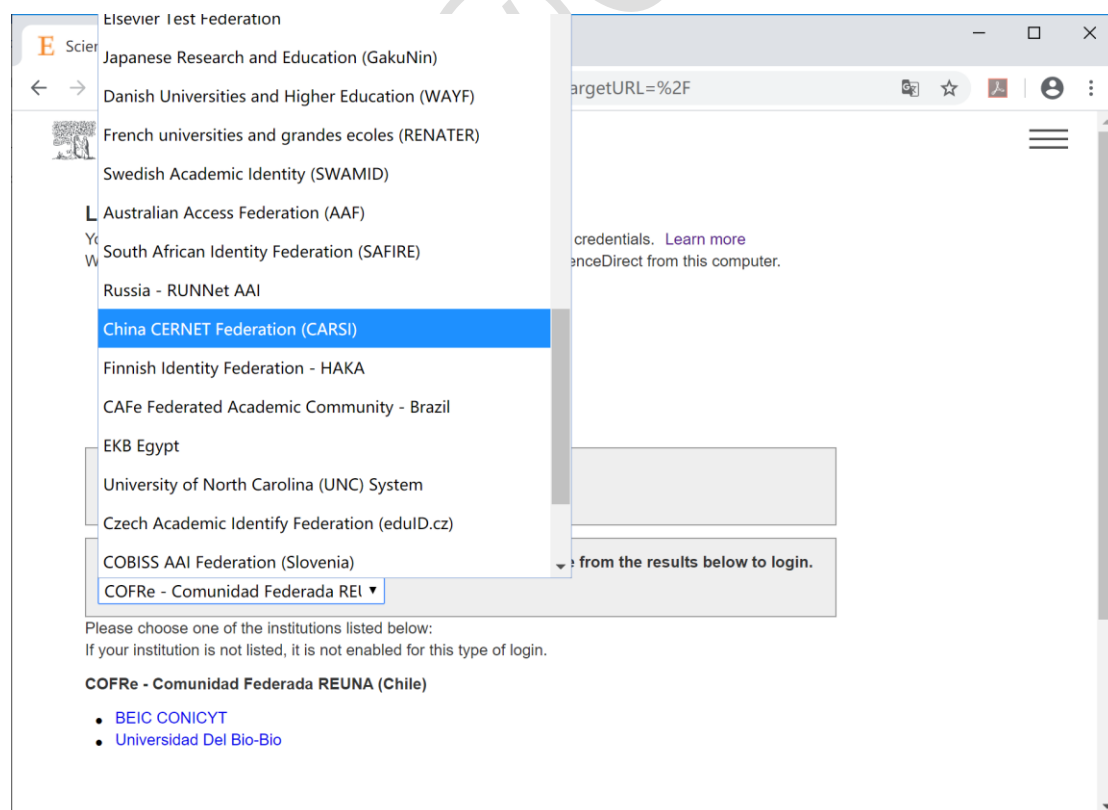 Elsevier Test Federation
Scien
Japanese Research and Education (GakuNin)
argetURL=%2F
Danish Universities and Higher Education (WAYF)
French universities and grandes ecoles (RENATER)
Swedish Academic Identity (SWAMID)
L
Australian Access Federation (AAF)
credentials. Learn more
South African Identity Federation (SAFIRE)
enceDirect from this computer.
Russia - RUNNet AAI
China CERNET Federation (CARSI)
Finnish Identity Federation - HAKA
CAFe Federated Academic Community - Brazil
EKB Egypt
University of North Carolina (UNC) System
Czech Academic Identify Federation (eduID.cz)
COBISS AAI Federation (Slovenia)
from the results below to login.
COFRe - Comunidad Federada REU
Please choose one of the institutions listed below:
If your institution is not listed, it is not enabled for this type of login.
COFRe - Comunidad Federada REUNA (Chile)
BEIC CONICYT
Universidad Del Bio-Bio